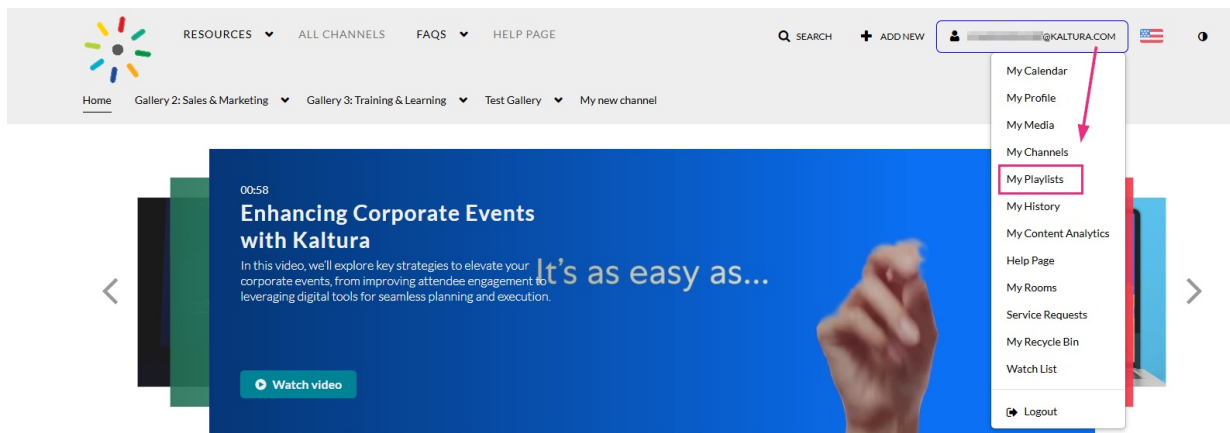 RESOURCES ALL CHANNELS FAQS HELP PAGE SEARCH ADD NEW @KALTURA.COM
Home Gallery 2: Sales & Marketing Gallery 3: Training & Learning Test Gallery My new channel
My Calendar
My Profile
My Media
My Channels
My Playlists
My History
My Content Analytics
Help Page
My Rooms
Service Requests
My Recycle Bin
Watch List
Logout
00:58
Enhancing Corporate Events
with Kaltura
In this video, we'll explore key strategies to elevate your
corporate events, from improving attendee engagement to
leveraging digital tools for seamless planning and execution.
It's as easy as...
Watch video